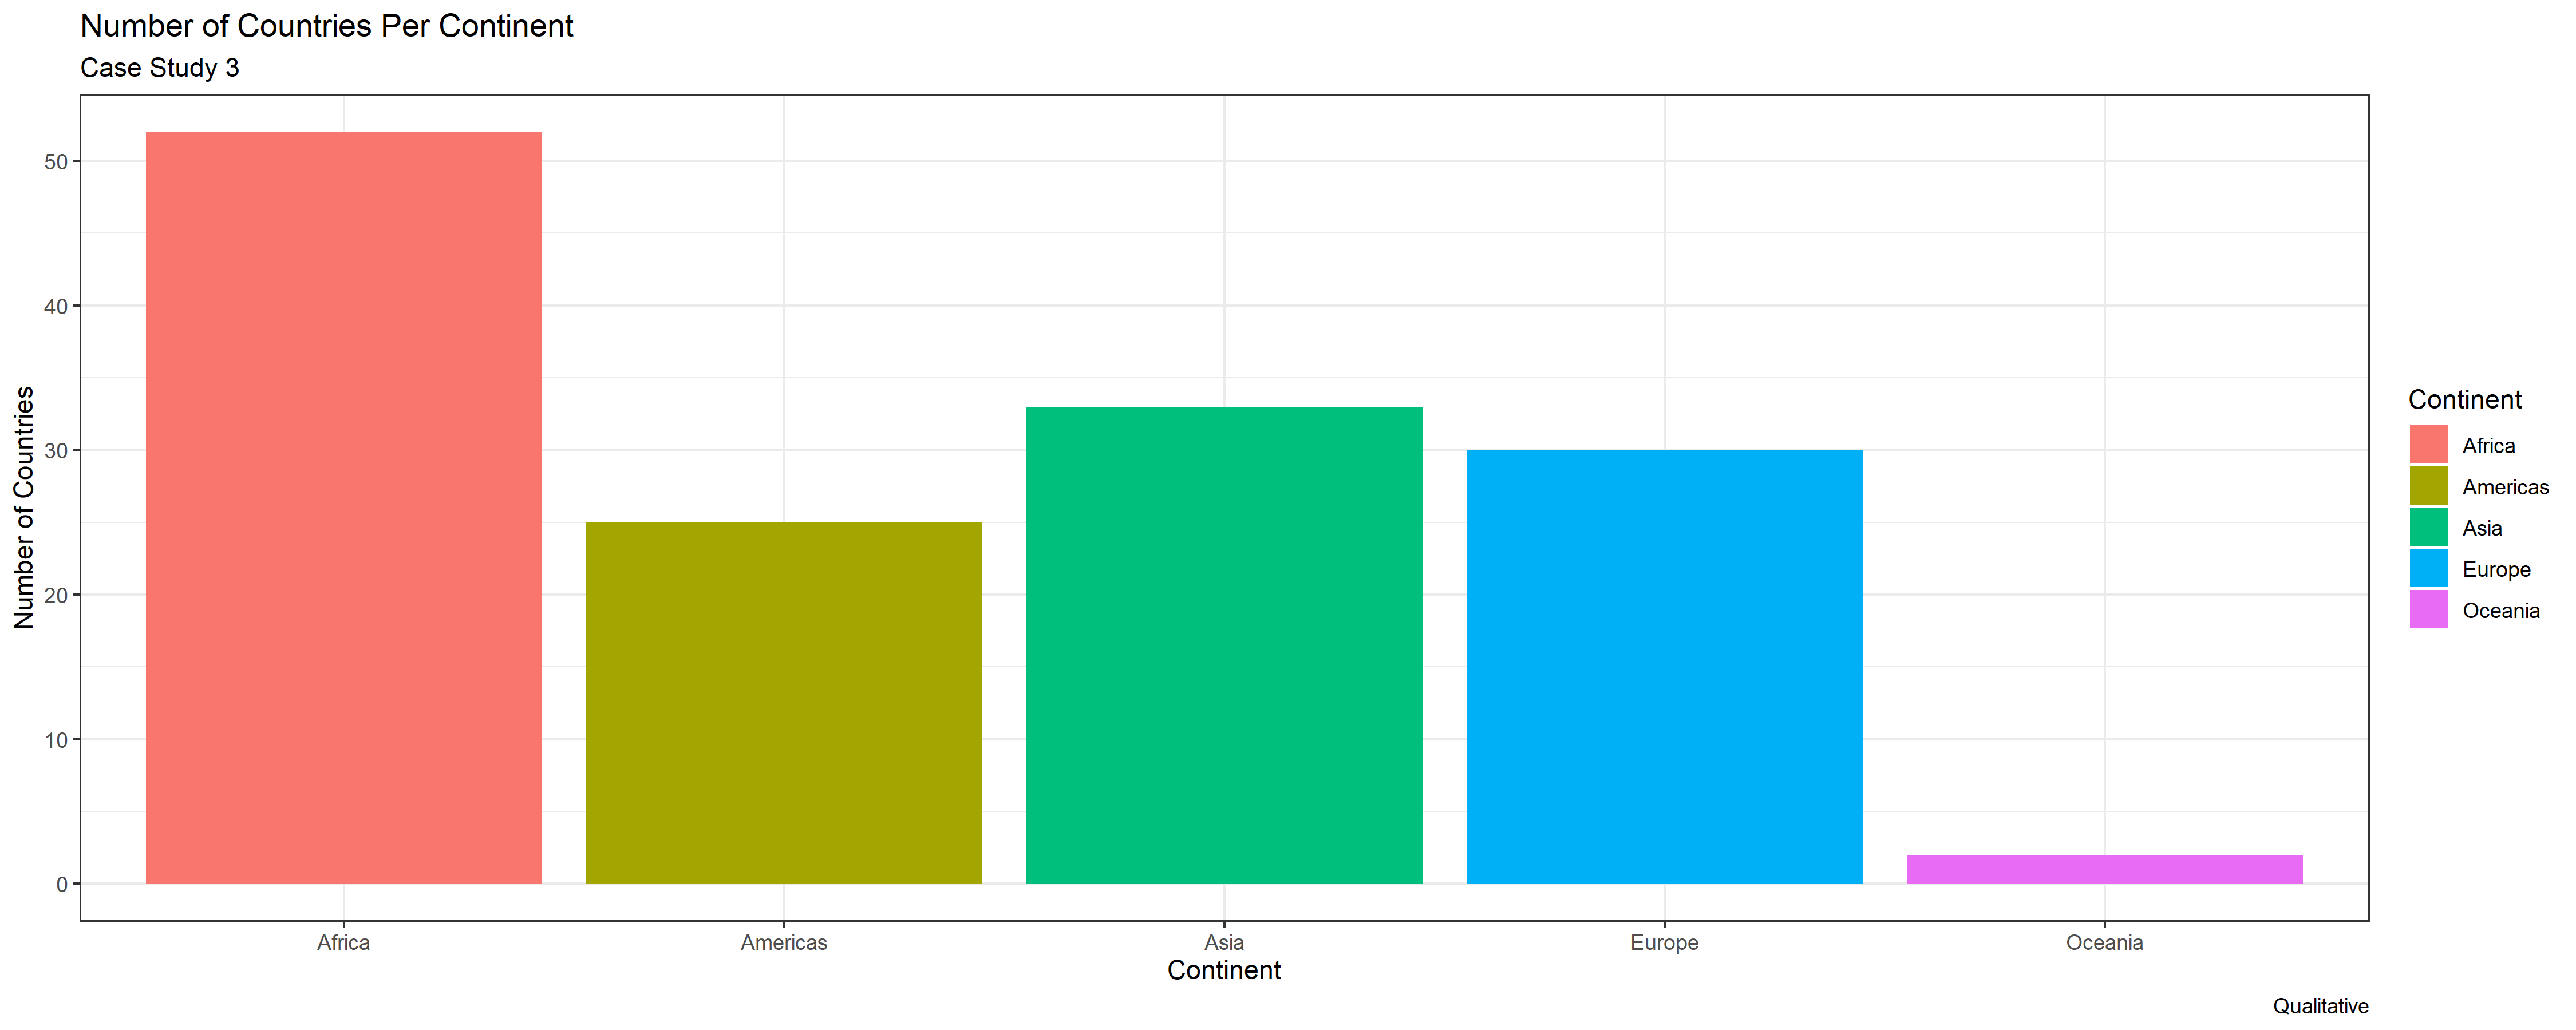 Number of Countries Per Continent
Case Study 3
Number of Countries
50
40
30
20
10
0
Africa
Americas
Asia
Europe
Oceania
Continent
Continent
Africa
Americas
Asia
Europe
Oceania
Qualitative